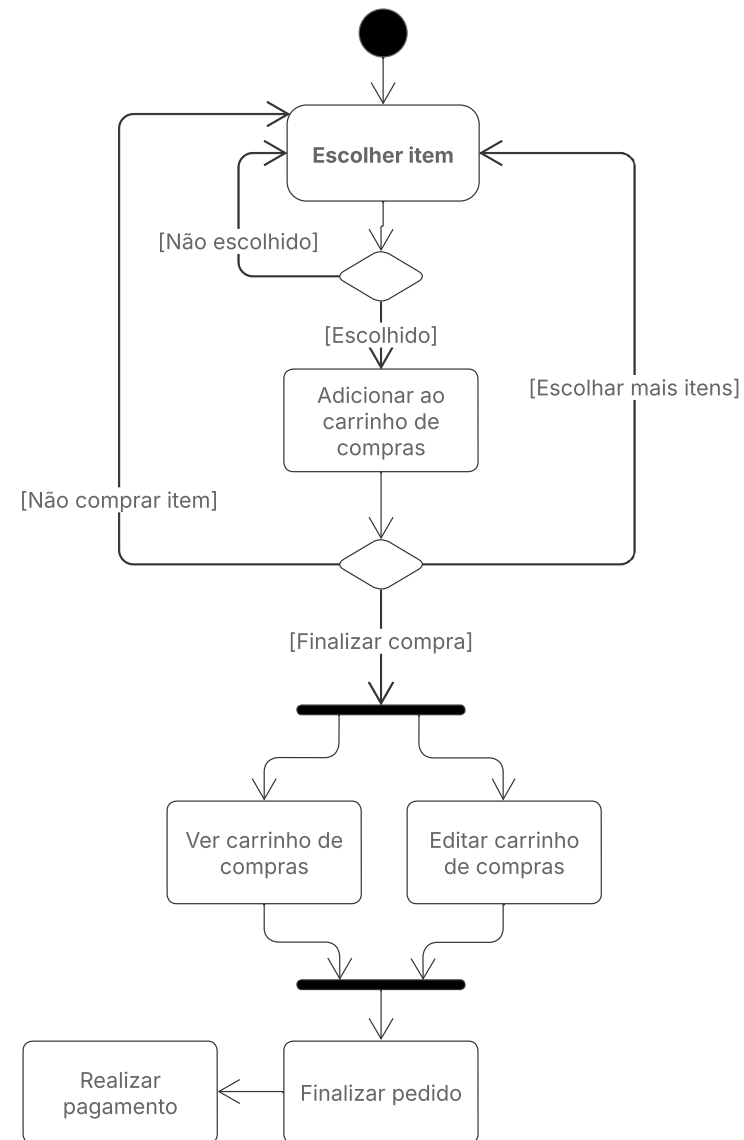 Escolher item
[Não escolhido]
[Escolhido]
[Escolhar mais itens]
Adicionar ao
carrinho de
compras
[Não comprar item]
[Finalizar compra]
Ver carrinho de
compras
Editar carrinho
de compras
Realizar
pagamento
Finalizar pedido